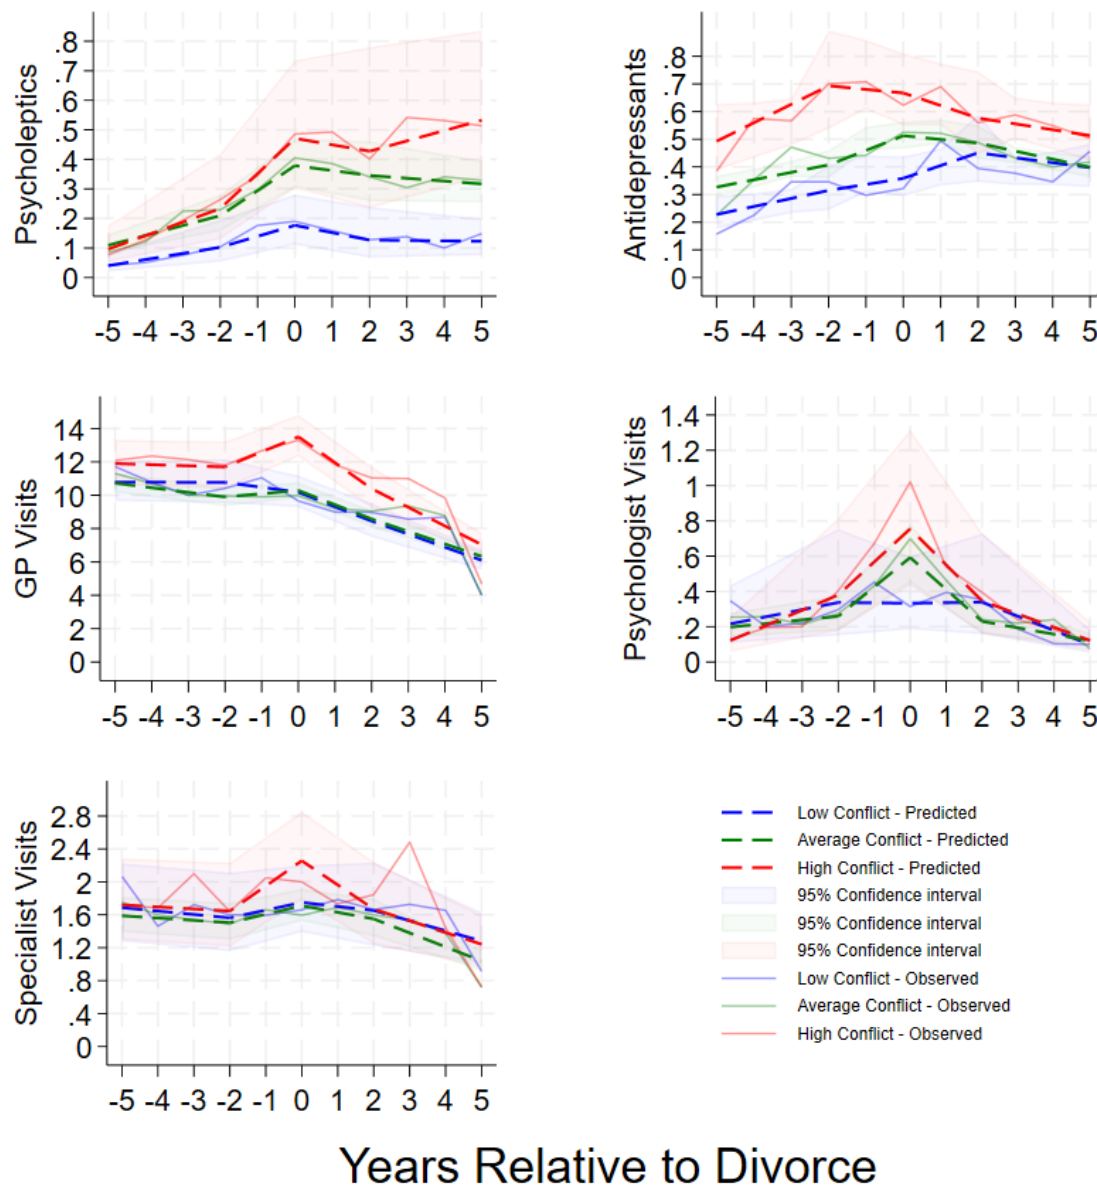 Psycholeptics
.8
.7
.6
.5
.4
.3
.2
.1
0
-5 -4 -3 -2 -1 0 1 2 3 4 5
Antidepressants
.8
.7
.6
.5
.4
.3
.2
.1
0
-5 -4 -3 -2 -1 0 1 2 3 4 5
GP Visits
14
12
10
8
6
4
2
0
-5 -4 -3 -2 -1 0 1 2 3 4 5
Psychologist Visits
1.4
1.2
1
.8
.6
.4
.2
0
-5 -4 -3 -2 -1 0 1 2 3 4 5
Specialist Visits
2.8
2.4
2
1.6
1.2
.8
.4
0
-5 -4 -3 -2 -1 0 1 2 3 4 5
Low Conflict - Predicted
Average Conflict - Predicted
High Conflict - Predicted
95% Confidence interval
95% Confidence interval
95% Confidence interval
Low Conflict - Observed
Average Conflict - Observed
High Conflict - Observed
Years Relative to Divorce